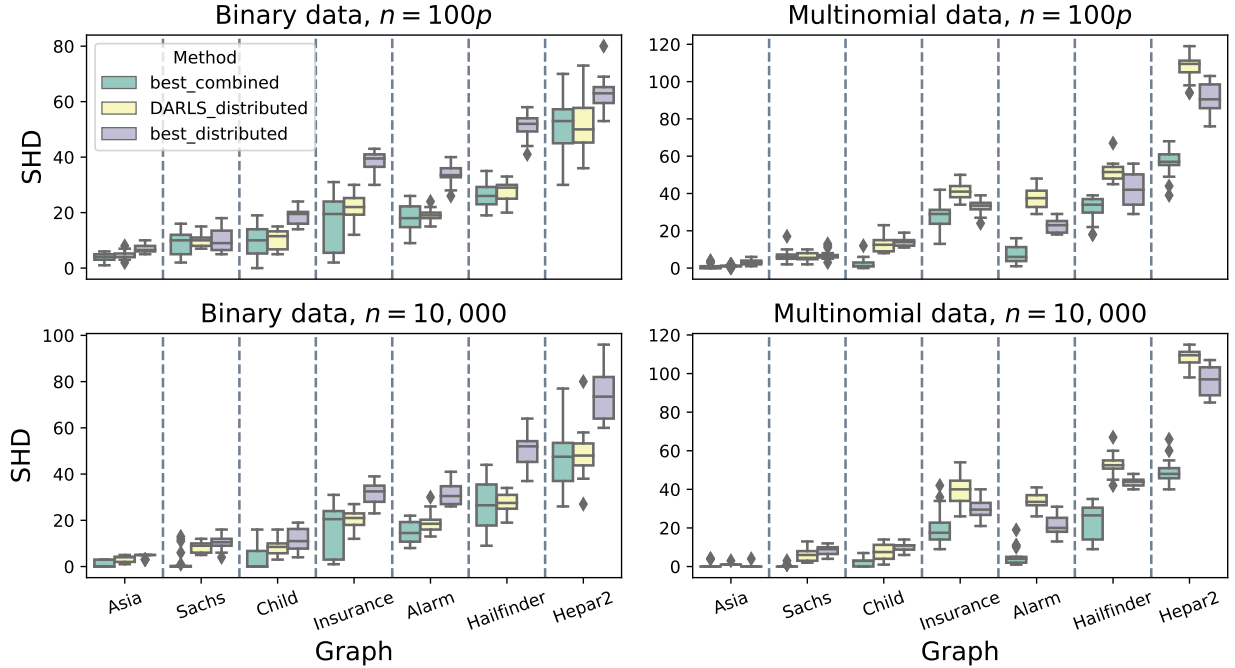 Binary data, n = 100p
Multinomial data, n = 100p
SHD
80
60
40
20
0
Method
best_combined
DARLS_distributed
best_distributed
120
100
80
60
40
20
0
Binary data, n = 10,000
Multinomial data, n = 10,000
SHD
100
80
60
40
20
0
120
100
80
60
40
20
0
Asia Sachs Child Insurance Alarm Hailfinder Hepar2
Asia Sachs Child Insurance Alarm Hailfinder Hepar2
Graph
Graph